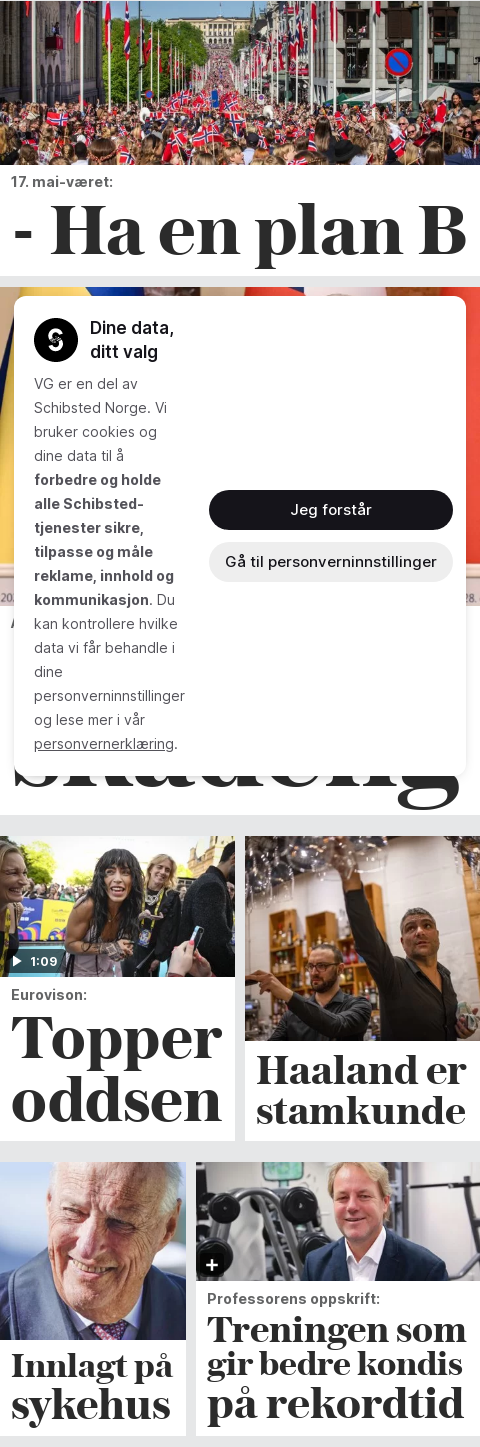 17. mai-været:
- Ha en plan B
Dine data,
ditt valg
VG er en del av
Schibsted Norge. Vi
bruker cookies og
dine data til å
forbedre og holde
alle Schibsted-
tjenester sikre,
tilpasse og måle
reklame, innhold og
kommunikasjon. Du
kan kontrollere hvilke
data vi får behandle i
dine
personverninnstillinger
og lese mer i vår
personvernerklæring.
Jeg forstår
Gå til personverninnstillinger
1:09
Eurovison:
Topper
oddsen
Haaland er
stamkunde
Innlagt på
sykehus
Professorens oppskrift:
Treningen som
gir bedre kondis
på rekordtid